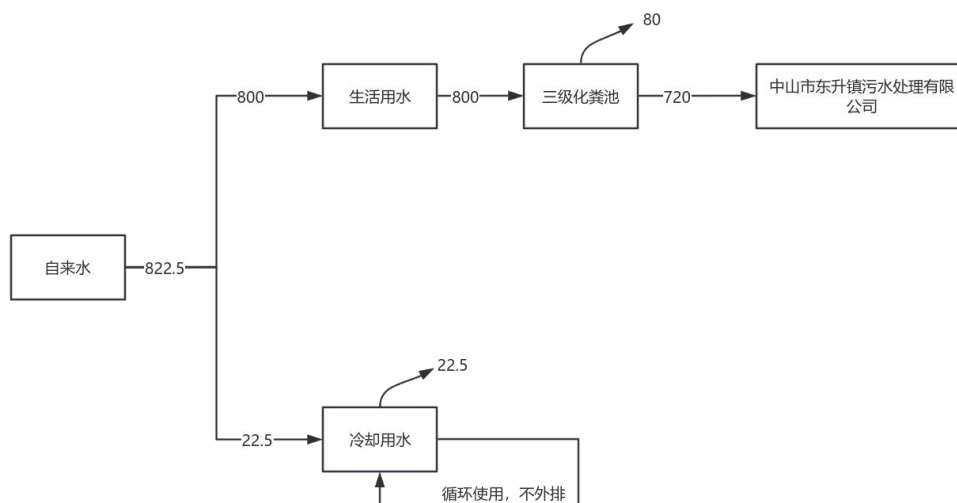 80
800
生活用水
800
三级化粪池
720
中山市东升镇污水处理有限
公司
自来水
822.5
22.5
22.5
冷却用水
循环使用，不外排